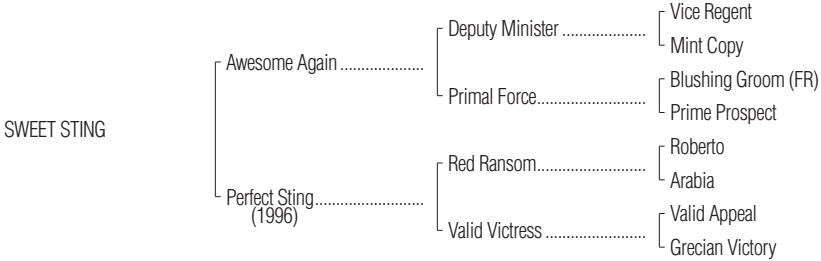 Vice Regent
Deputy Minister ....................
Mint Copy
Awesome Again ....................
Blushing Groom (FR)
Primal Force..........................
Prime Prospect
SWEET STING
Roberto
Red Ransom..........................
Arabia
Perfect Sting..........................
(1996)
Valid Appeal
Valid Victress ........................
Grecian Victory